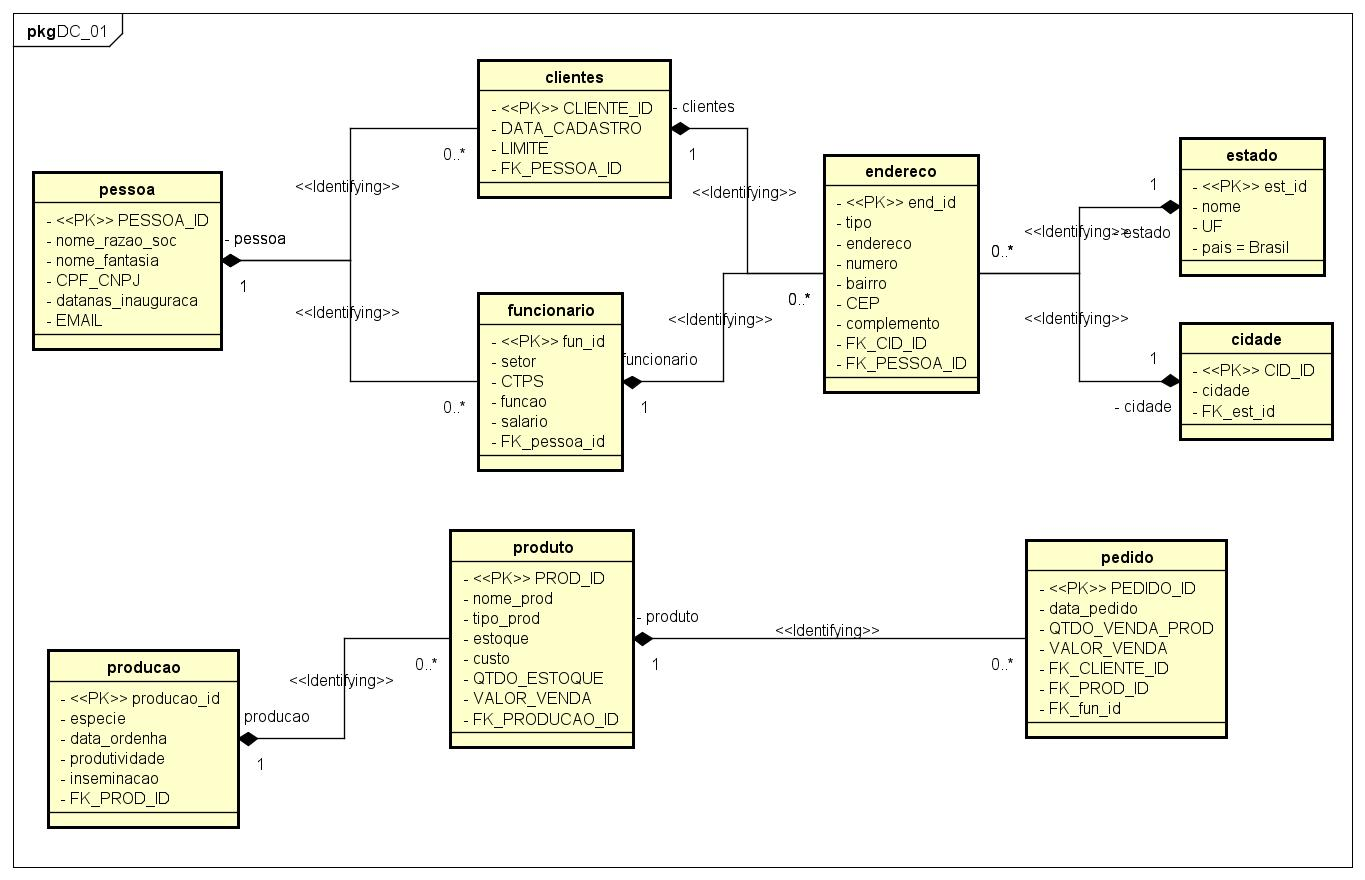 pkgDC_01
pessoa
- <<PK>> PESSOA_ID
- nome_razao_soc
- nome_fantasia
- CPF_CNPJ
- datanas_inauguraca
- EMAIL
- pessoa
1
<<Identifying>>
<<Identifying>>
0..*
0..*
clientes
- <<PK>> CLIENTE_ID
- DATA_CADASTRO
- LIMITE
- FK_PESSOA_ID
- clientes
1
<<Identifying>>
funcionario
- <<PK>> fun_id
- setor
- CTPS
- funcao
- salario
- FK_pessoa_id
funcionario
1
<<Identifying>>
0..*
endereco
- <<PK>> end_id
- tipo
- endereco
- numero
- bairro
- CEP
- complemento
- FK_CID_ID
- FK_PESSOA_ID
0..*
<<Identifying>>
<<Identifying>>
1
- estado
estado
- <<PK>> est_id
- nome
- UF
- pais = Brasil
1
- cidade
cidade
- <<PK>> CID_ID
- cidade
- FK_est_id
producao
- <<PK>> producao_id
- especie
- data_ordenha
- produtividade
- inseminacao
- FK_PROD_ID
producao
1
<<Identifying>>
0..*
produto
- <<PK>> PROD_ID
- nome_prod
- tipo_prod
- estoque
- custo
- QTDO_ESTOQUE
- VALOR_VENDA
- FK_PRODUCAO_ID
- produto
1
<<Identifying>>
0..*
pedido
- <<PK>> PEDIDO_ID
- data_pedido
- QTDO_VENDA_PROD
- VALOR_VENDA
- FK_CLIENTE_ID
- FK_PROD_ID
- FK_fun_id